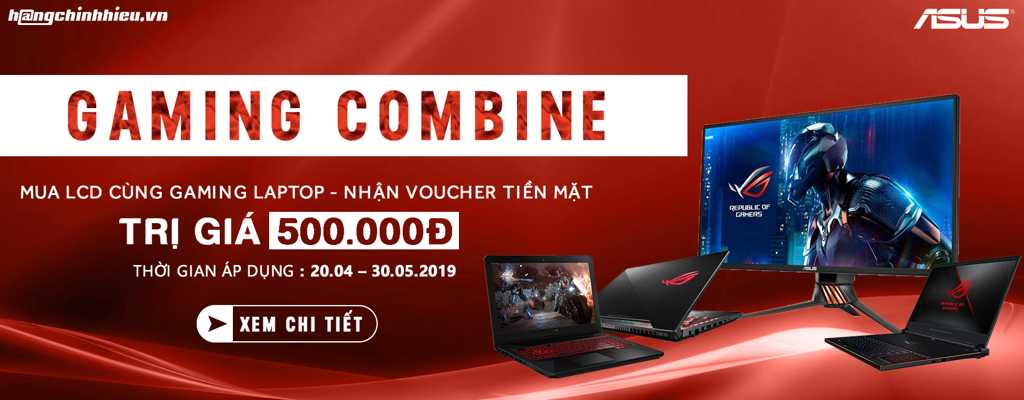 h@ngchinhhieu.vn
ASUS
GAMING COMBINE
MUA LCD CÙNG GAMING LAPTOP - NHẬN VOUCHER TIỀN MẶT
TRỊ GIÁ 500.000Đ
THỜI GIAN ÁP DỤNG : 20.04 – 30.05.2019
XEM CHI TIẾT
REPUBLIC OF
GAMERS
ASUS